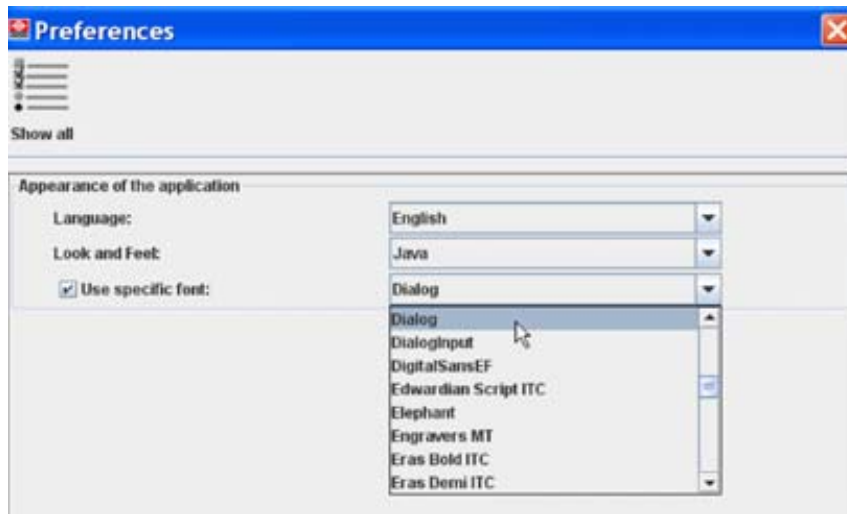 Preferences
Show all
Appearance of the application
Language: English
Look and Feel: Java
Use specific font: Dialog
Dialog
DialogInput
DigitalSansEF
Edwardian Script ITC
Elephant
Engravers MT
Eras Bold ITC
Eras Demi ITC